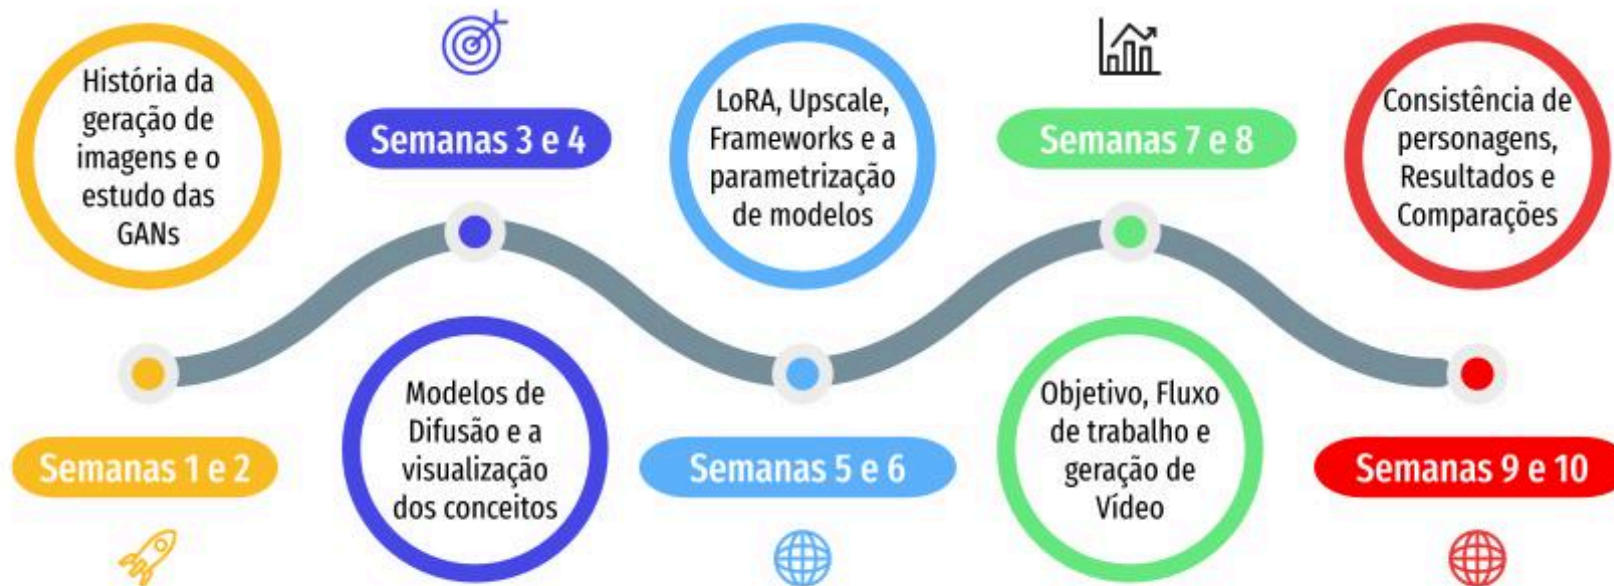 História da
geração de
imagens e o
estudo das
GANs
Semanas 1 e 2
Semanas 3 e 4
Modelos de
Difusão e a
visualização
dos conceitos
LoRA, Upscale,
Frameworks e a
parametrização
de modelos
Semanas 5 e 6
Semanas 7 e 8
Objetivo, Fluxo
de trabalho e
geração de
Vídeo
Consistência de
personagens,
Resultados e
Comparações
Semanas 9 e 10